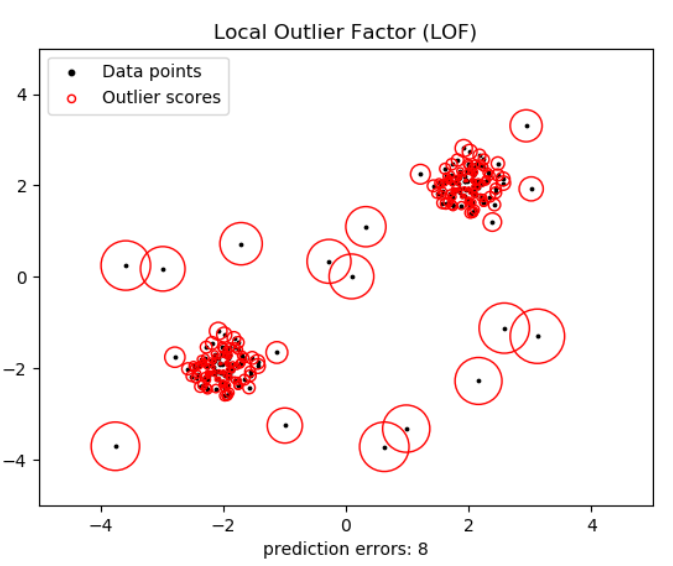 Local Outlier Factor (LOF)
Data points
Outlier scores
4
2
0
−2
−4
−4 −2 0 2 4
prediction errors: 8